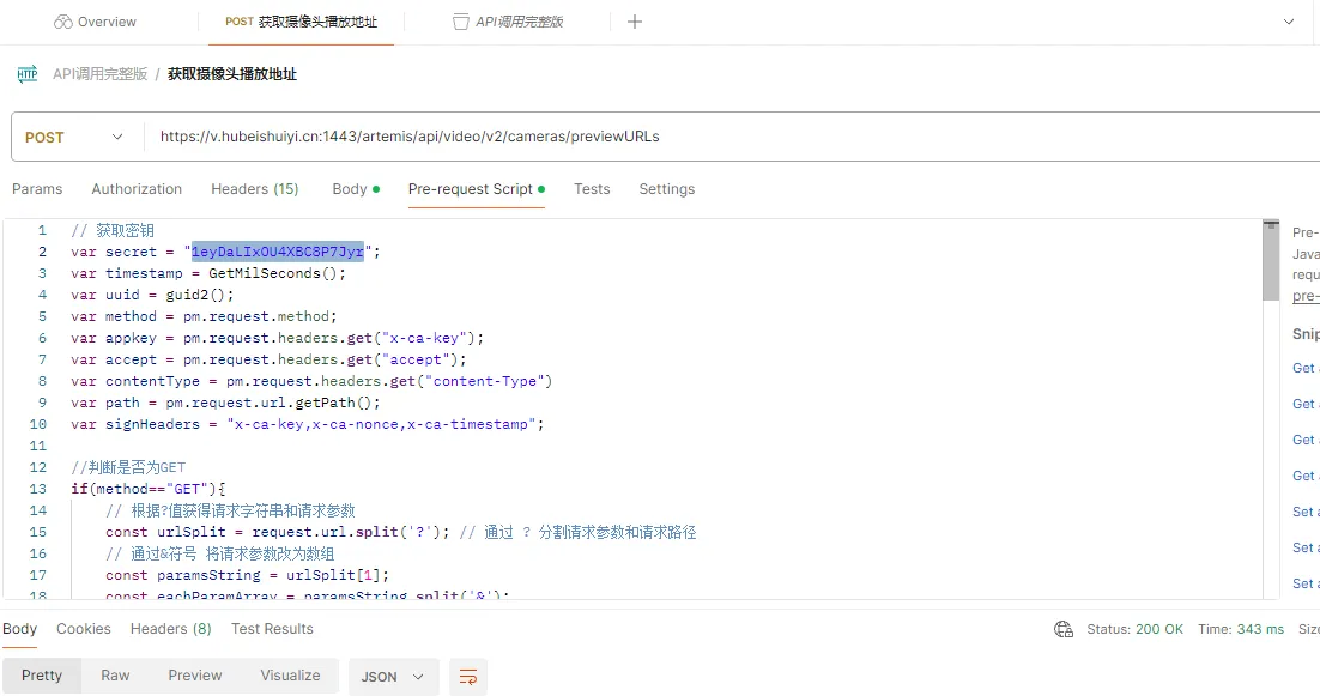 Overview
POST 获取摄像头播放地址
API调用完整版
HTTP API调用完整版 / 获取摄像头播放地址
POST https://v.hubeishuiyi.cn:1443/artemis/api/video/v2/cameras/previewURLs
Params Authorization Headers (15) Body Pre-request Script Tests Settings
1 // 获取密钥
2 var secret = "1eyDaLIxOU4XBC8P7Jyr";
3 var timestamp = GetMilSeconds();
4 var uuid = guid2();
5 var method = pm.request.method;
6 var appkey = pm.request.headers.get("x-ca-key");
7 var accept = pm.request.headers.get("accept");
8 var contentType = pm.request.headers.get("content-Type")
9 var path = pm.request.url.getPath();
10 var signHeaders = "x-ca-key,x-ca-nonce,x-ca-timestamp";
11
12 //判断是否为GET
13 if(method=="GET"){
14 // 根据?值获得请求字符串和请求参数
15 const urlSplit = request.url.split('?'); // 通过 ? 分割请求参数和请求路径
16 // 通过&符号 将请求参数改为数组
17 const paramsString = urlSplit[1];
18 const eachParamArray = paramsString.split('&');
Pre-
Java
requ
pre-
Snip
Get
Get
Get
Get
Set
Set
Set
Body Cookies Headers (8) Test Results Status: 200 OK Time: 343 ms Size
Pretty Raw Preview Visualize JSON